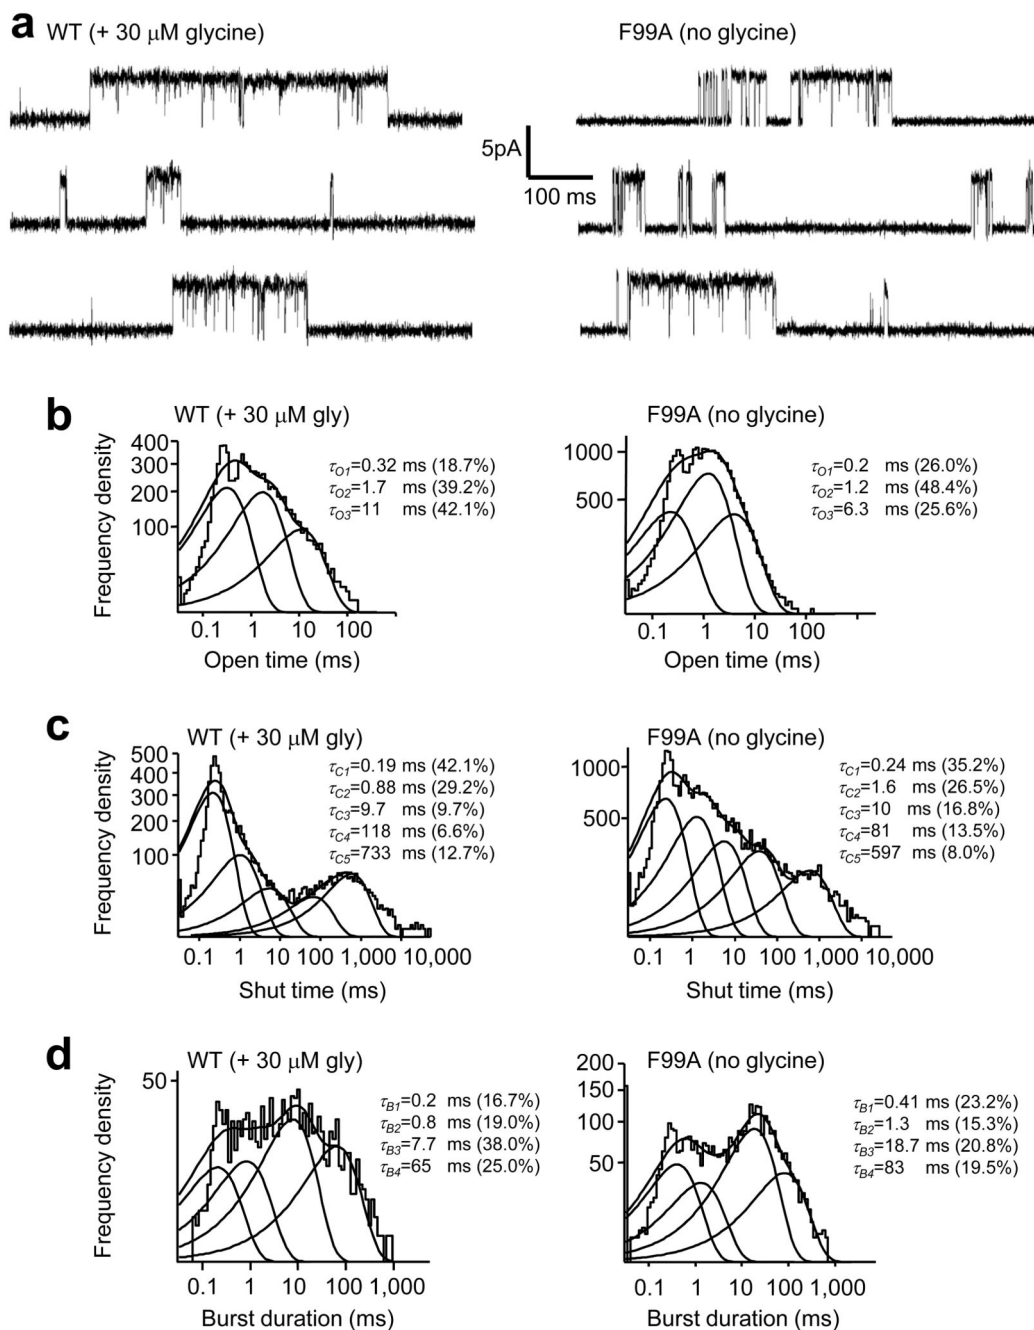 a
WT (+ 30 μM glycine)
F99A (no glycine)
5pA
100 ms
b
WT (+ 30 μM gly)
Frequency density
400
300
200
100
τO1=0.32 ms (18.7%)
τO2=1.7 ms (39.2%)
τO3=11 ms (42.1%)
0.1 1 10 100
Open time (ms)
F99A (no glycine)
1000
500
τO1=0.2 ms (26.0%)
τO2=1.2 ms (48.4%)
τO3=6.3 ms (25.6%)
0.1 1 10 100
Open time (ms)
c
WT (+ 30 μM gly)
Frequency density
500
400
300
200
100
τC1=0.19 ms (42.1%)
τC2=0.88 ms (29.2%)
τC3=9.7 ms (9.7%)
τC4=118 ms (6.6%)
τC5=733 ms (12.7%)
0.1 1 10 100 1,000 10,000
Shut time (ms)
F99A (no glycine)
1000
500
τC1=0.24 ms (35.2%)
τC2=1.6 ms (26.5%)
τC3=10 ms (16.8%)
τC4=81 ms (13.5%)
τC5=597 ms (8.0%)
0.1 1 10 100 1,000 10,000
Shut time (ms)
d
WT (+ 30 μM gly)
Frequency density
50
τB1=0.2 ms (16.7%)
τB2=0.8 ms (19.0%)
τB3=7.7 ms (38.0%)
τB4=65 ms (25.0%)
0.1 1 10 100 1,000
Burst duration (ms)
F99A (no glycine)
200
150
100
50
τB1=0.41 ms (23.2%)
τB2=1.3 ms (15.3%)
τB3=18.7 ms (20.8%)
τB4=83 ms (19.5%)
0.1 1 10 100 1,000
Burst duration (ms)